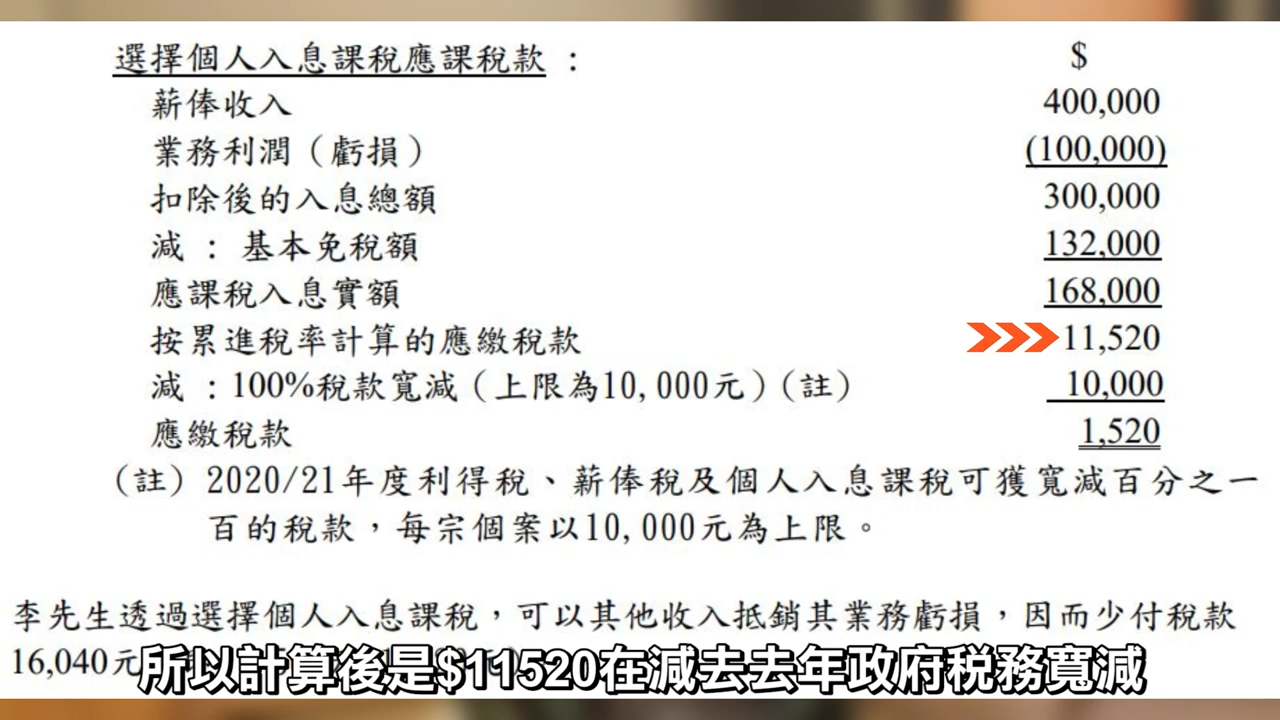 選擇個人入息課稅應課稅款 : $
薪俸收入 400,000
業務利潤(虧損) (100,000)
扣除後的入息總額 300,000
減 : 基本免稅額 132,000
應課稅入息實額 168,000
按累進稅率計算的應繳稅款 11,520
減 : 100%稅款寬減(上限為10,000元)(註) 10,000
應繳稅款 1,520
(註) 2020/21年度利得稅、薪俸稅及個人入息課稅可獲寬減百分之一
百的稅款,每宗個案以10,000元為上限。
李先生透過選擇個人入息課稅,可以其他收入抵銷其業務虧損,因而少付稅款
16,040元
所以計算後是$11520在減去去年政府税務寬減